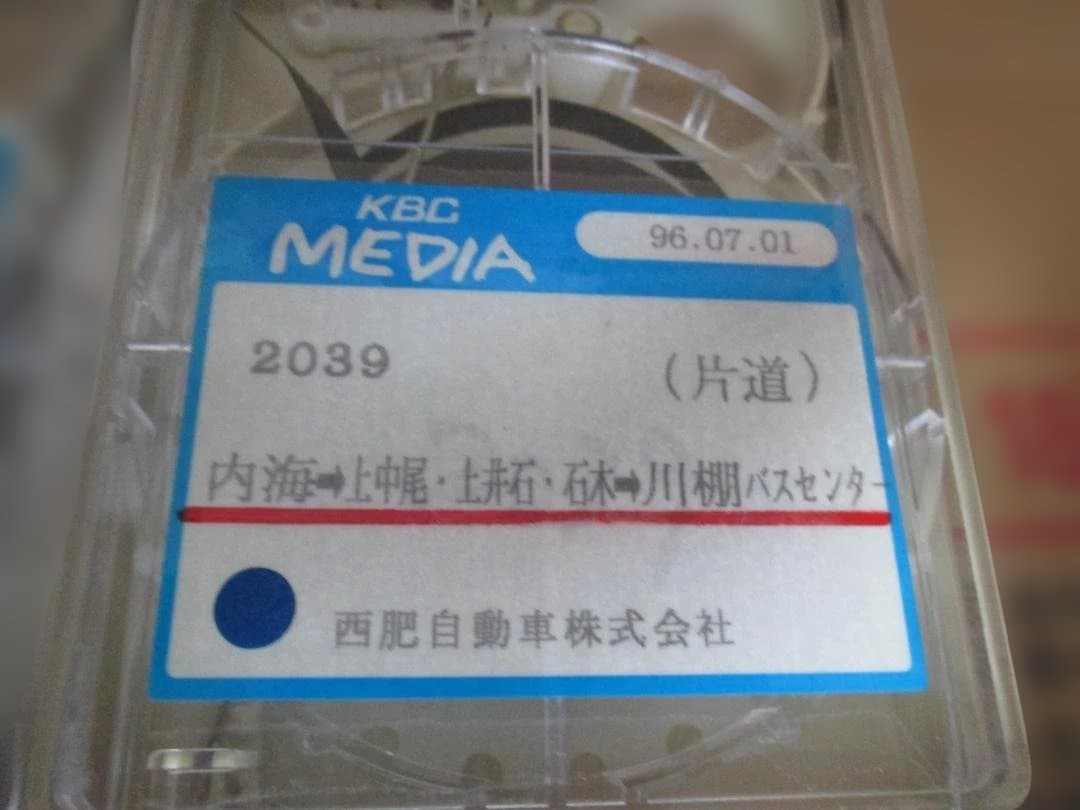 KBC
MEDIA
96.07.01
2039
(片道)
内海➡上中尾・上井石・石木➡川棚バスセンター
西肥自動車株式会社